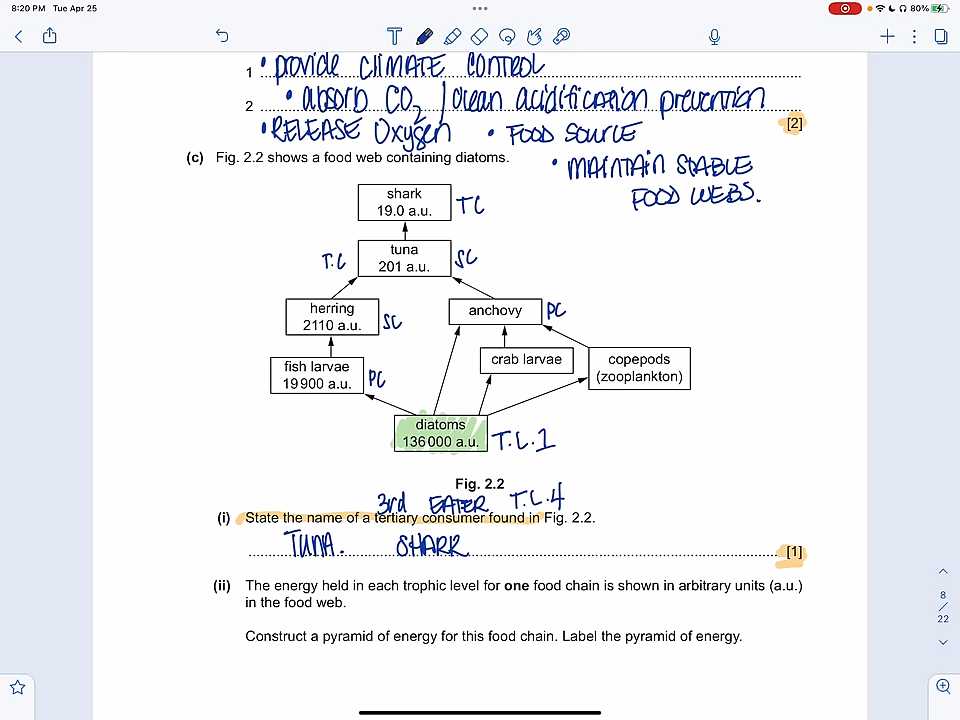 8:20 PM Tue Apr 25
80%
1 • provide CLIMATE CONTROL
2 • absorb CO2 / ocean acidification prevention
[2]
• RELEASE Oxygen • FOOD SOURCE
• MAINTAIN STABLE
FOOD WEBS.
(c) Fig. 2.2 shows a food web containing diatoms.
shark
19.0 a.u.
TC
tuna
201 a.u.
T.C
SC
herring
2110 a.u.
SC
anchovy
PC
fish larvae
19900 a.u.
PC
crab larvae
copepods
(zooplankton)
diatoms
136000 a.u.
T.L.1
Fig. 2.2
3rd EATER T.L.4
(i) State the name of a tertiary consumer found in Fig. 2.2.
TUNA. SHARK
[1]
(ii) The energy held in each trophic level for one food chain is shown in arbitrary units (a.u.)
in the food web.
Construct a pyramid of energy for this food chain. Label the pyramid of energy.
8
/
22